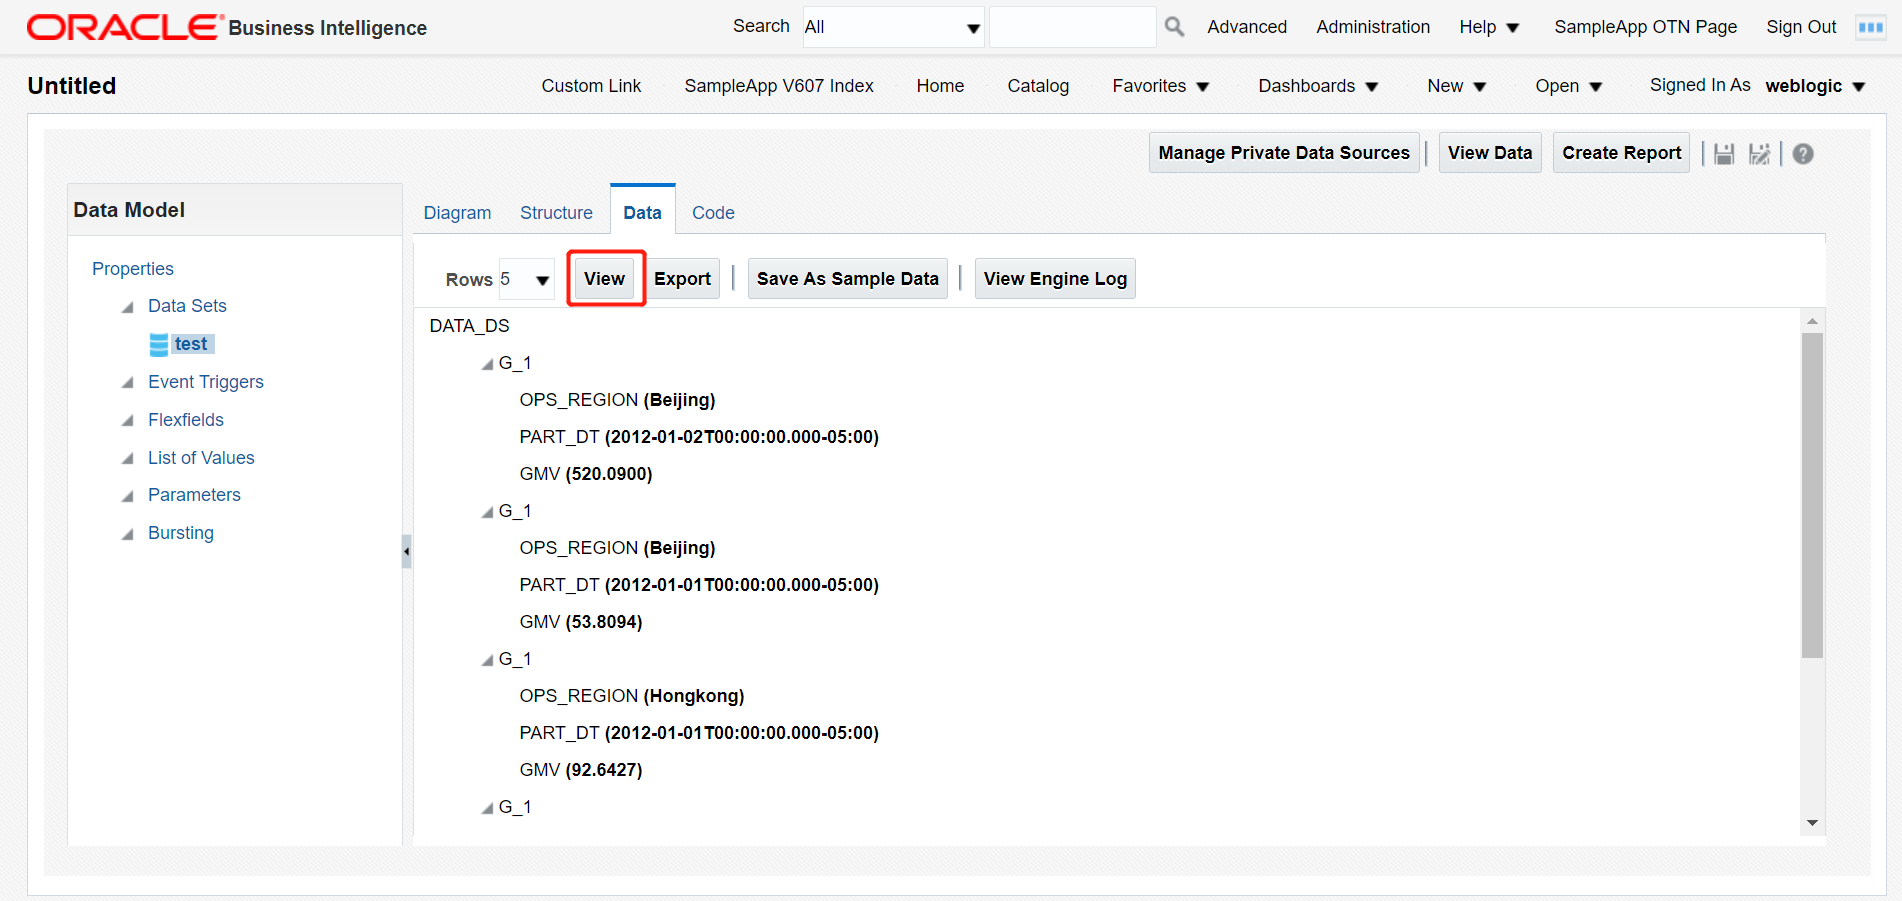 ORACLE Business Intelligence Search All Advanced Administration Help SampleApp OTN Page Sign Out
Untitled Custom Link SampleApp V607 Index Home Catalog Favorites Dashboards New Open Signed In As weblogic
Manage Private Data Sources View Data Create Report
Data Model
Properties
Data Sets
test
Event Triggers
Flexfields
List of Values
Parameters
Bursting
Diagram Structure Data Code
Rows 5 View Export Save As Sample Data View Engine Log
DATA_DS
G_1
OPS_REGION (Beijing)
PART_DT (2012-01-02T00:00:00.000-05:00)
GMV (520.0900)
G_1
OPS_REGION (Beijing)
PART_DT (2012-01-01T00:00:00.000-05:00)
GMV (53.8094)
G_1
OPS_REGION (Hongkong)
PART_DT (2012-01-01T00:00:00.000-05:00)
GMV (92.6427)
G_1